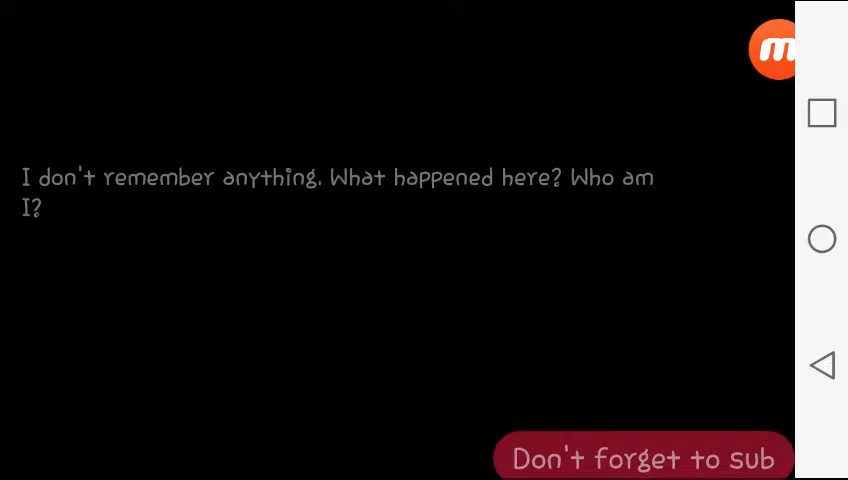 m
I don't remember anything. What happened here? Who am
I?
Don't forget to sub